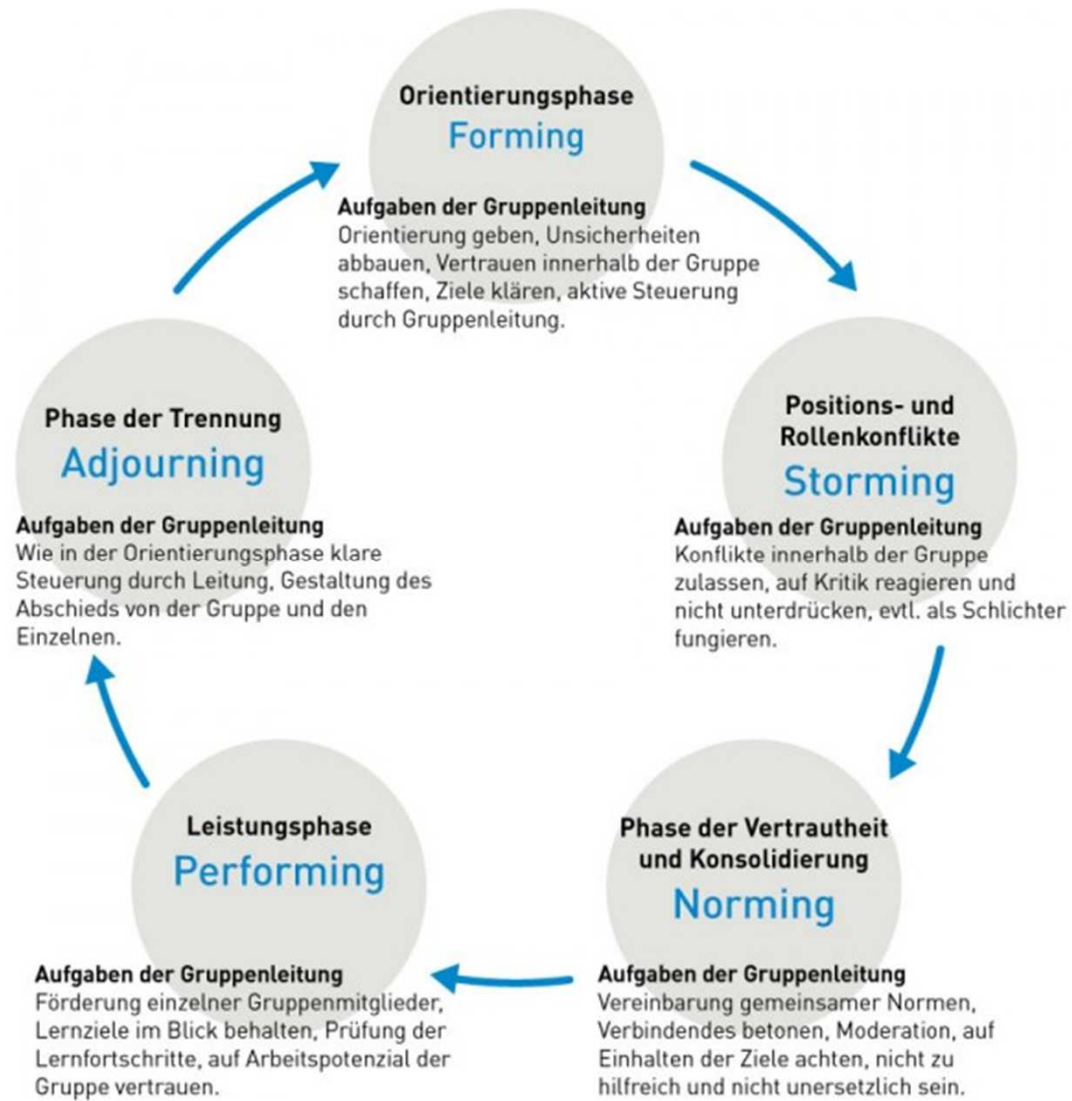 Orientierungsphase
Forming
Aufgaben der Gruppenleitung
Orientierung geben, Unsicherheiten
abbauen, Vertrauen innerhalb der Gruppe
schaffen, Ziele klären, aktive Steuerung
durch Gruppenleitung.
Positions- und
Rollenkonflikte
Storming
Aufgaben der Gruppenleitung
Konflikte innerhalb der Gruppe
zulassen, auf Kritik reagieren und
nicht unterdrücken, evtl. als Schlichter
fungieren.
Phase der Vertrautheit
und Konsolidierung
Norming
Aufgaben der Gruppenleitung
Vereinbarung gemeinsamer Normen,
Verbindendes betonen, Moderation, auf
Einhalten der Ziele achten, nicht zu
hilfreich und nicht unersetzlich sein.
Leistungsphase
Performing
Aufgaben der Gruppenleitung
Förderung einzelner Gruppenmitglieder,
Lernziele im Blick behalten, Prüfung der
Lernfortschritte, auf Arbeitspotenzial der
Gruppe vertrauen.
Phase der Trennung
Adjourning
Aufgaben der Gruppenleitung
Wie in der Orientierungsphase klare
Steuerung durch Leitung, Gestaltung des
Abschieds von der Gruppe und den
Einzelnen.